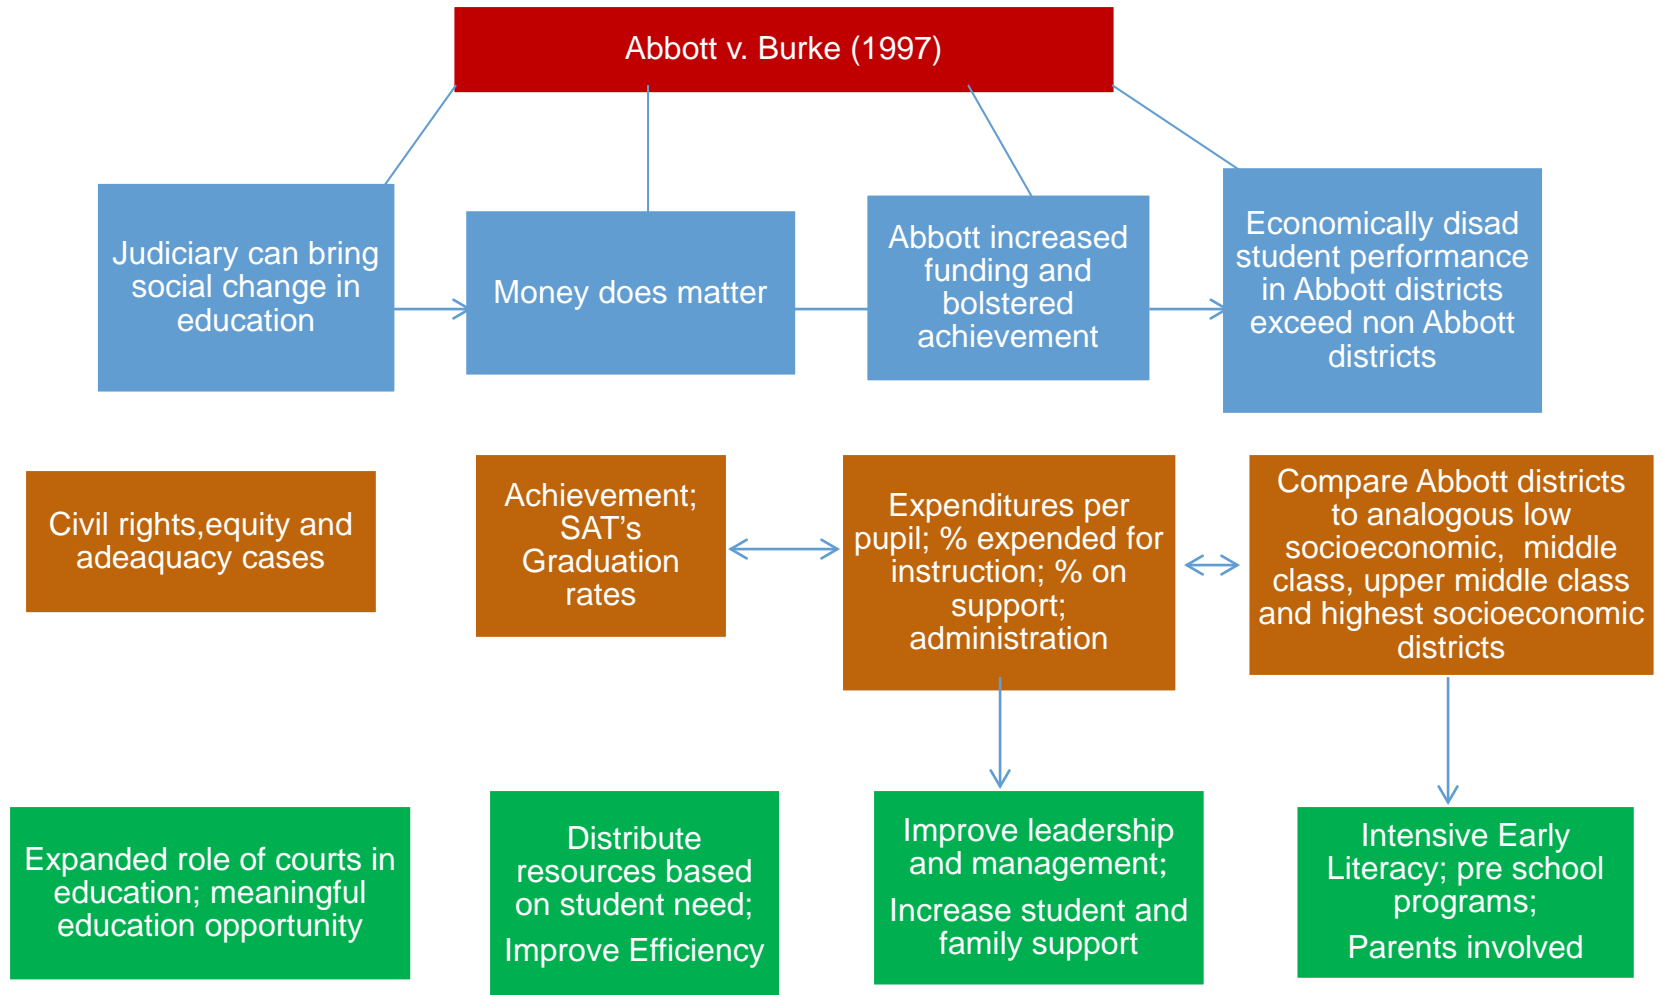 Abbott v. Burke (1997)
Judiciary can bring
social change in
education
Money does matter
Abbott increased
funding and
bolstered
achievement
Economically disad
student performance
in Abbott districts
exceed non Abbott
districts
Civil rights,equity and
adeaquacy cases
Achievement;
SAT’s
Graduation
rates
Expenditures per
pupil; % expended for
instruction; % on
support;
administration
Compare Abbott districts
to analogous low
socioeconomic, middle
class, upper middle class
and highest socioeconomic
districts
Expanded role of courts in
education; meaningful
education opportunity
Distribute
resources based
on student need;
Improve Efficiency
Improve leadership
and management;
Increase student and
family support
Intensive Early
Literacy; pre school
programs;
Parents involved